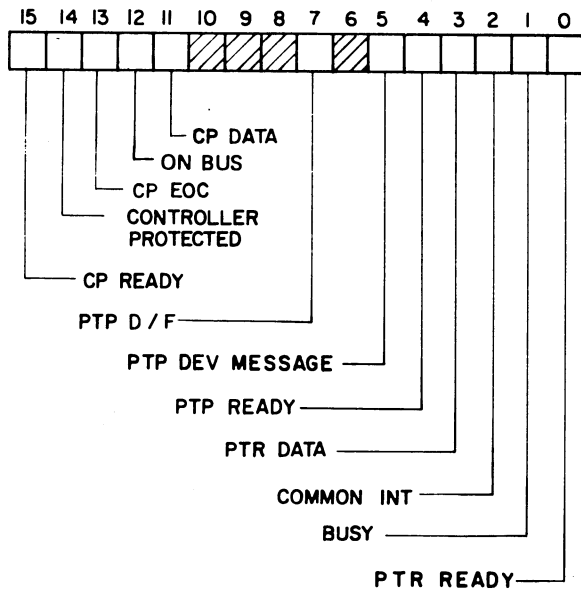 15 14 13 12 11 10 9 8 7 6 5 4 3 2 1 0
CP DATA
ON BUS
CP EOC
CONTROLLER
PROTECTED
CP READY
PTP D/F
PTP DEV MESSAGE
PTP READY
PTR DATA
COMMON INT
BUSY
PTR READY